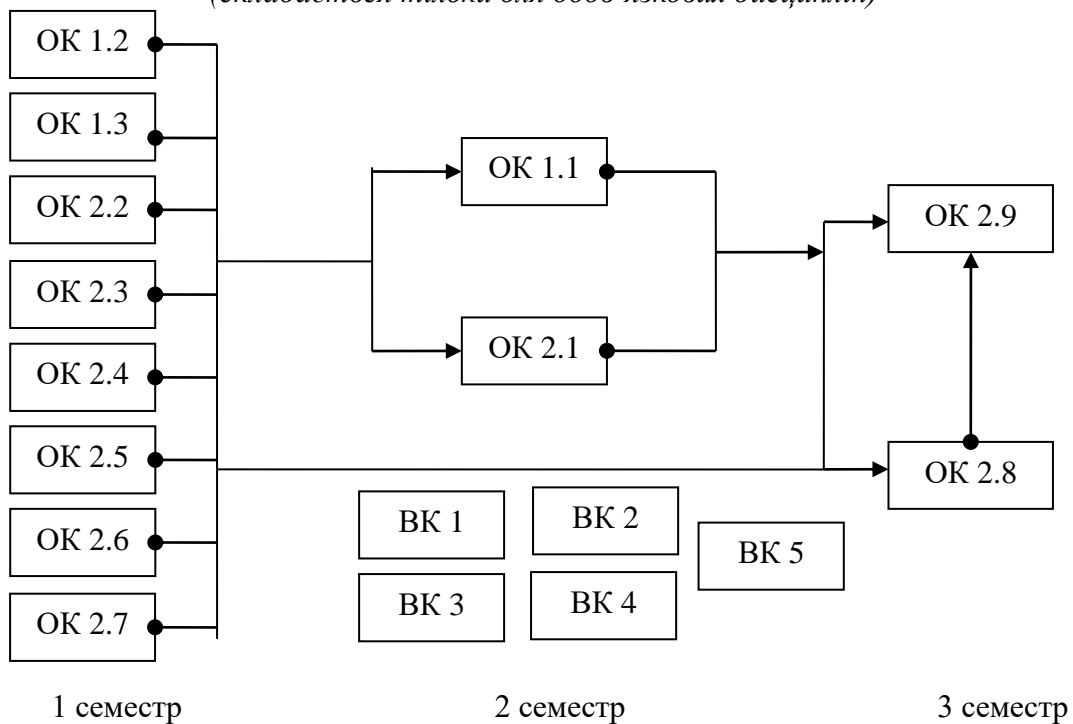 ОК 1.2
ОК 1.3
ОК 2.2
ОК 2.3
ОК 2.4
ОК 2.5
ОК 2.6
ОК 2.7
ОК 1.1
ОК 2.1
ВК 1
ВК 2
ВК 3
ВК 4
ВК 5
ОК 2.9
ОК 2.8
1 семестр
2 семестр
3 семестр